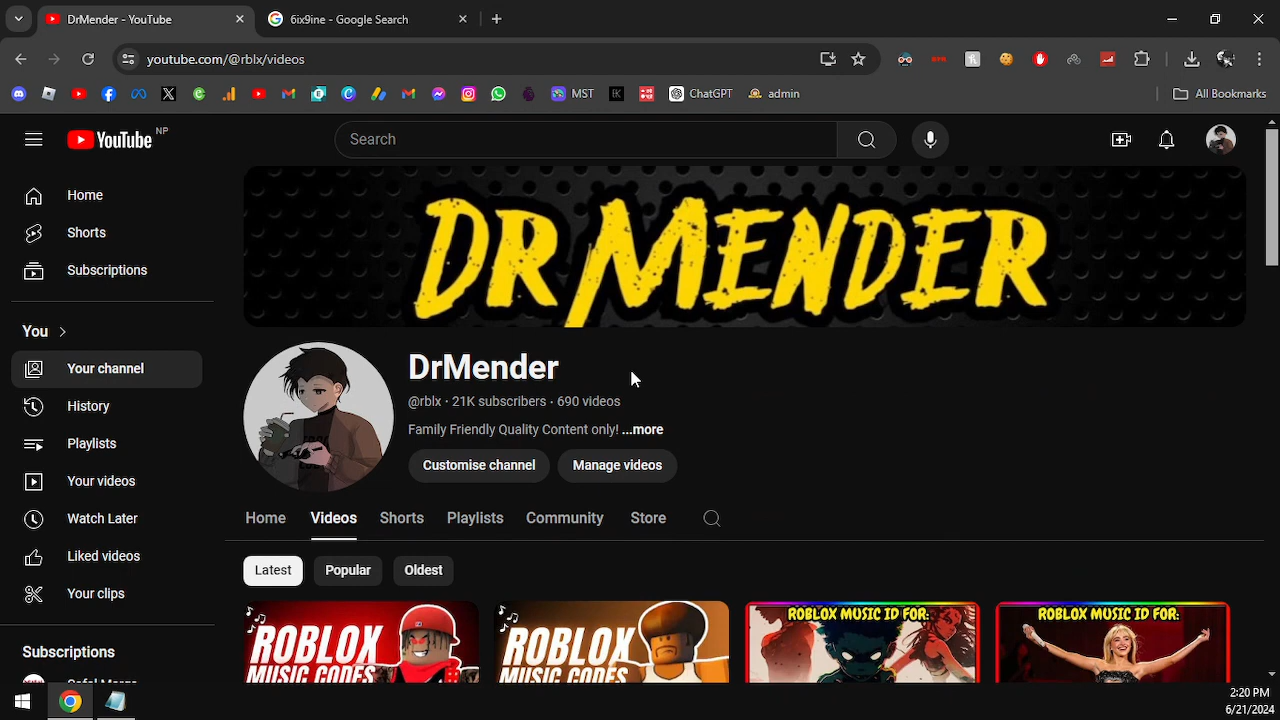 DrMender - YouTube
6ix9ine - Google Search
youtube.com/@rblx/videos
MST
ChatGPT
admin
All Bookmarks
YouTube NP
Search
Home
Shorts
Subscriptions
You
Your channel
History
Playlists
Your videos
Watch Later
Liked videos
Your clips
Subscriptions
DRMENDER
DrMender
@rblx · 21K subscribers · 690 videos
Family Friendly Quality Content only! ...more
Customise channel
Manage videos
Home
Videos
Shorts
Playlists
Community
Store
Latest
Popular
Oldest
ROBLOX
MUSIC CODES
ROBLOX
MUSIC CODES
ROBLOX MUSIC ID FOR:
ROBLOX MUSIC ID FOR:
2:20 PM
6/21/2024